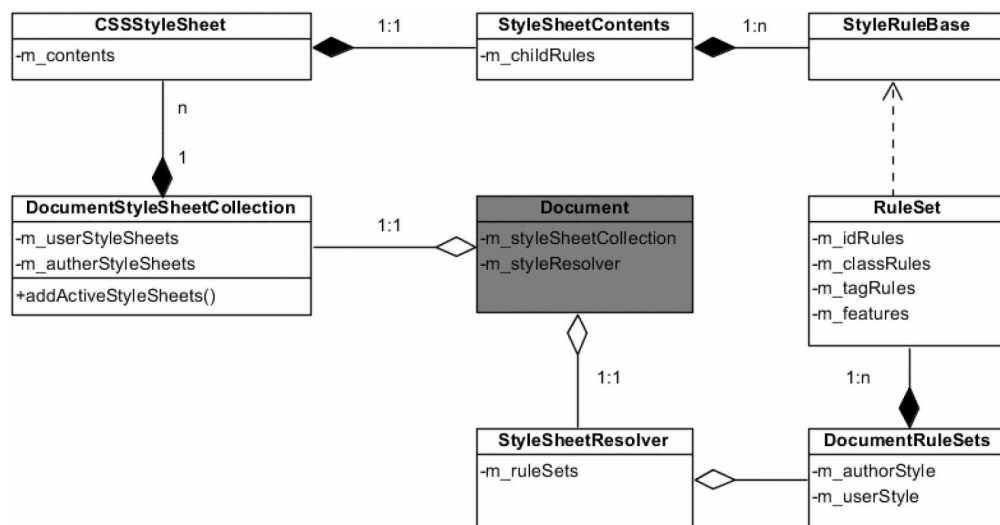 CSSStyleSheet
-m_contents
1:1
StyleSheetContents
-m_childRules
1:n
StyleRuleBase
n
1
DocumentStyleSheetCollection
-m_userStyleSheets
-m_autherStyleSheets
+addActiveStyleSheets()
1:1
Document
-m_styleSheetCollection
-m_styleResolver
RuleSet
-m_idRules
-m_classRules
-m_tagRules
-m_features
1:1
1:n
StyleSheetResolver
-m_ruleSets
DocumentRuleSets
-m_authorStyle
-m_userStyle